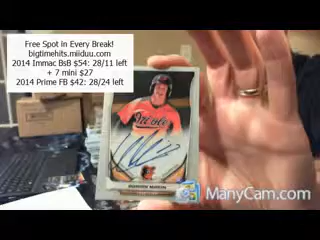 Free Spot in Every Break!
bigtimehits.miiduu.com
2014 Immac BsB $54: 28/11 left
+ 7 mini $27
2014 Prime FB $42: 28/24 left
Orioles
ManyCam.com